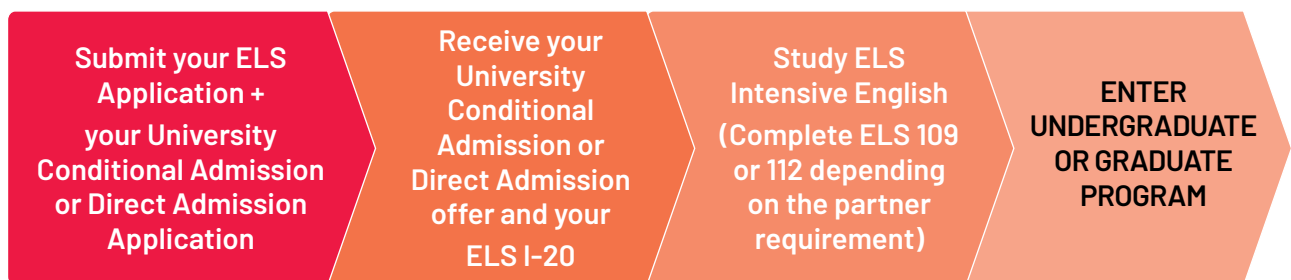 Submit your ELS
Application +
your University
Conditional Admission
or Direct Admission
Application
Receive your
University
Conditional
Admission or
Direct Admission
offer and your
ELS I-20
Study ELS
Intensive English
(Complete ELS 109
or 112 depending
on the partner
requirement)
ENTER
UNDERGRADUATE
OR GRADUATE
PROGRAM